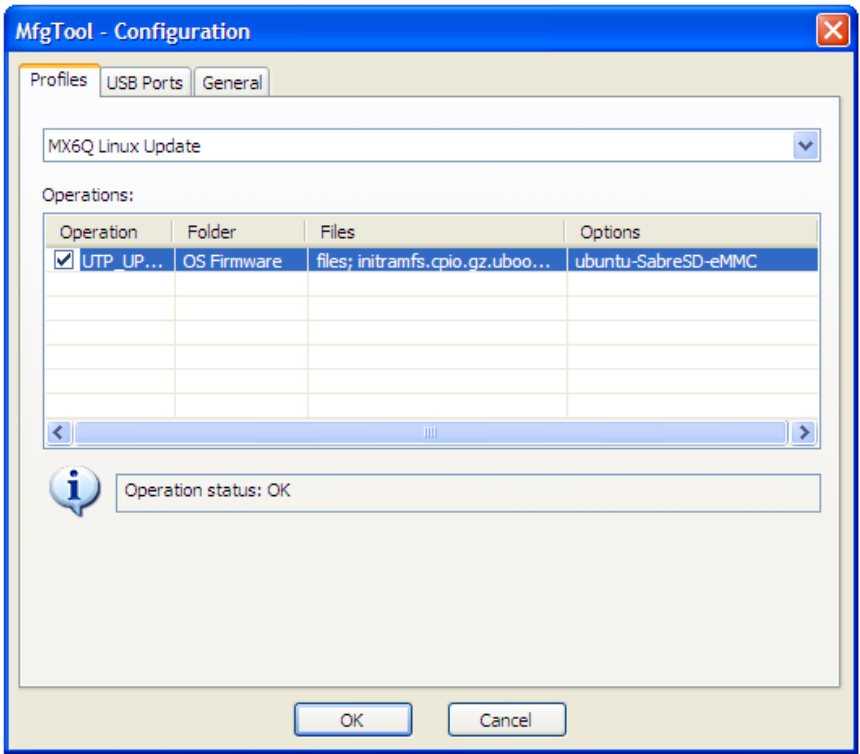 MfgTool - Configuration
Profiles USB Ports General
MX6Q Linux Update
Operations:
Operation Folder Files Options
UTP_UP... OS Firmware files; initramfs.cpio.gz.uboo... ubuntu-SabreSD-eMMC
Operation status: OK
OK Cancel